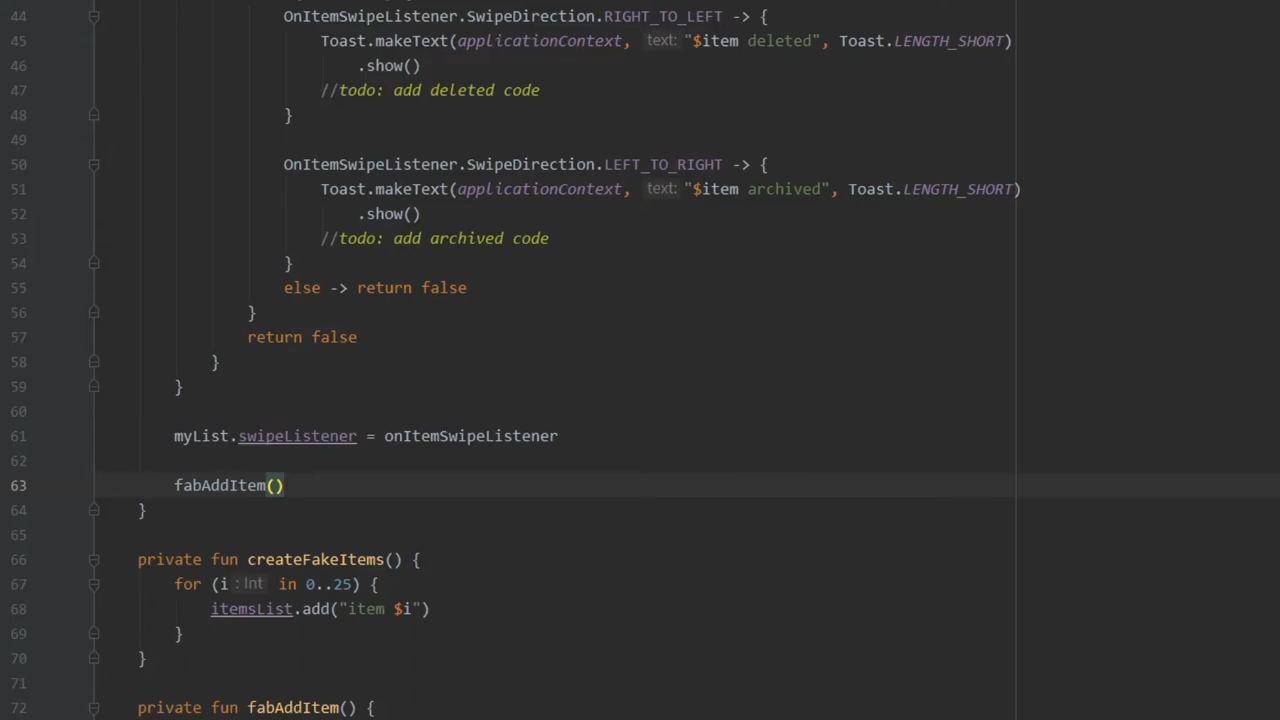 44 OnItemSwipeListener.SwipeDirection.RIGHT_TO_LEFT -> {
45 Toast.makeText(applicationContext, text: "$item deleted", Toast.LENGTH_SHORT)
46 .show()
47 //todo: add deleted code
48 }
49
50 OnItemSwipeListener.SwipeDirection.LEFT_TO_RIGHT -> {
51 Toast.makeText(applicationContext, text: "$item archived", Toast.LENGTH_SHORT)
52 .show()
53 //todo: add archived code
54 }
55 else -> return false
56 }
57 return false
58 }
59 }
60
61 myList.swipeListener = onItemSwipeListener
62
63 fabAddItem()
64 }
65
66 private fun createFakeItems() {
67 for (i : Int in 0..25) {
68 itemsList.add("item $i")
69 }
70 }
71
72 private fun fabAddItem() {